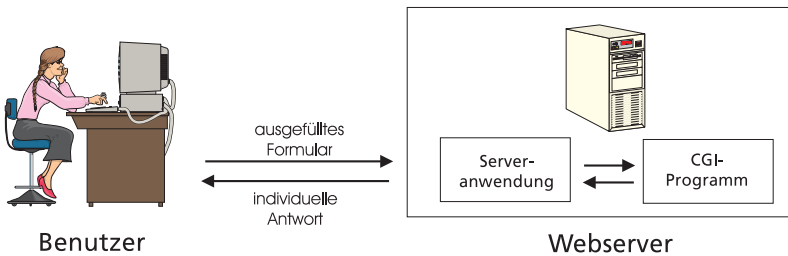 ausgefülltes
Formular
individuelle
Antwort
Benutzer
Server-
anwendung
CGI-
Programm
Webserver